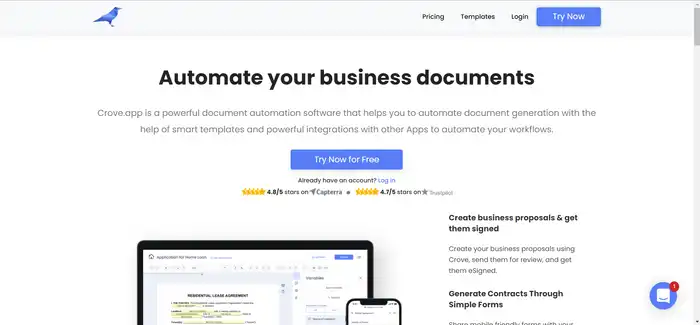 Pricing
Templates
Login
Try Now
Automate your business documents
Crove.app is a powerful document automation software that helps you to automate document generation with the
help of smart templates and powerful integrations with other Apps to automate your workflows.
Try Now for Free
Already have an account? Log in
4.8/5 stars on Capterra
4.7/5 stars on Trustpilot
Create business proposals & get
them signed
Create your business proposals using
Crove, send them for review, and get
them eSigned.
Generate Contracts Through
Simple Forms
Share mobile friendly forms with your
Application for Home Loan
Variables
RESIDENTIAL LEASE AGREEMENT
1